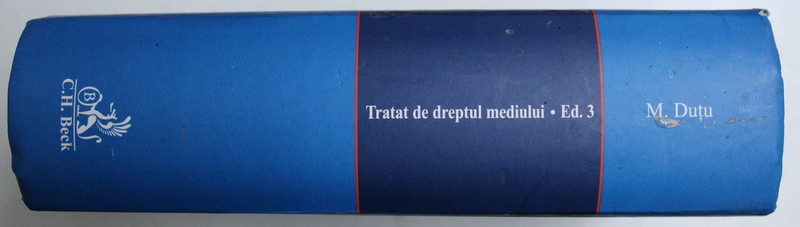 M. Duțu
Tratat de dreptul mediului • Ed. 3
B
C.H. Beck